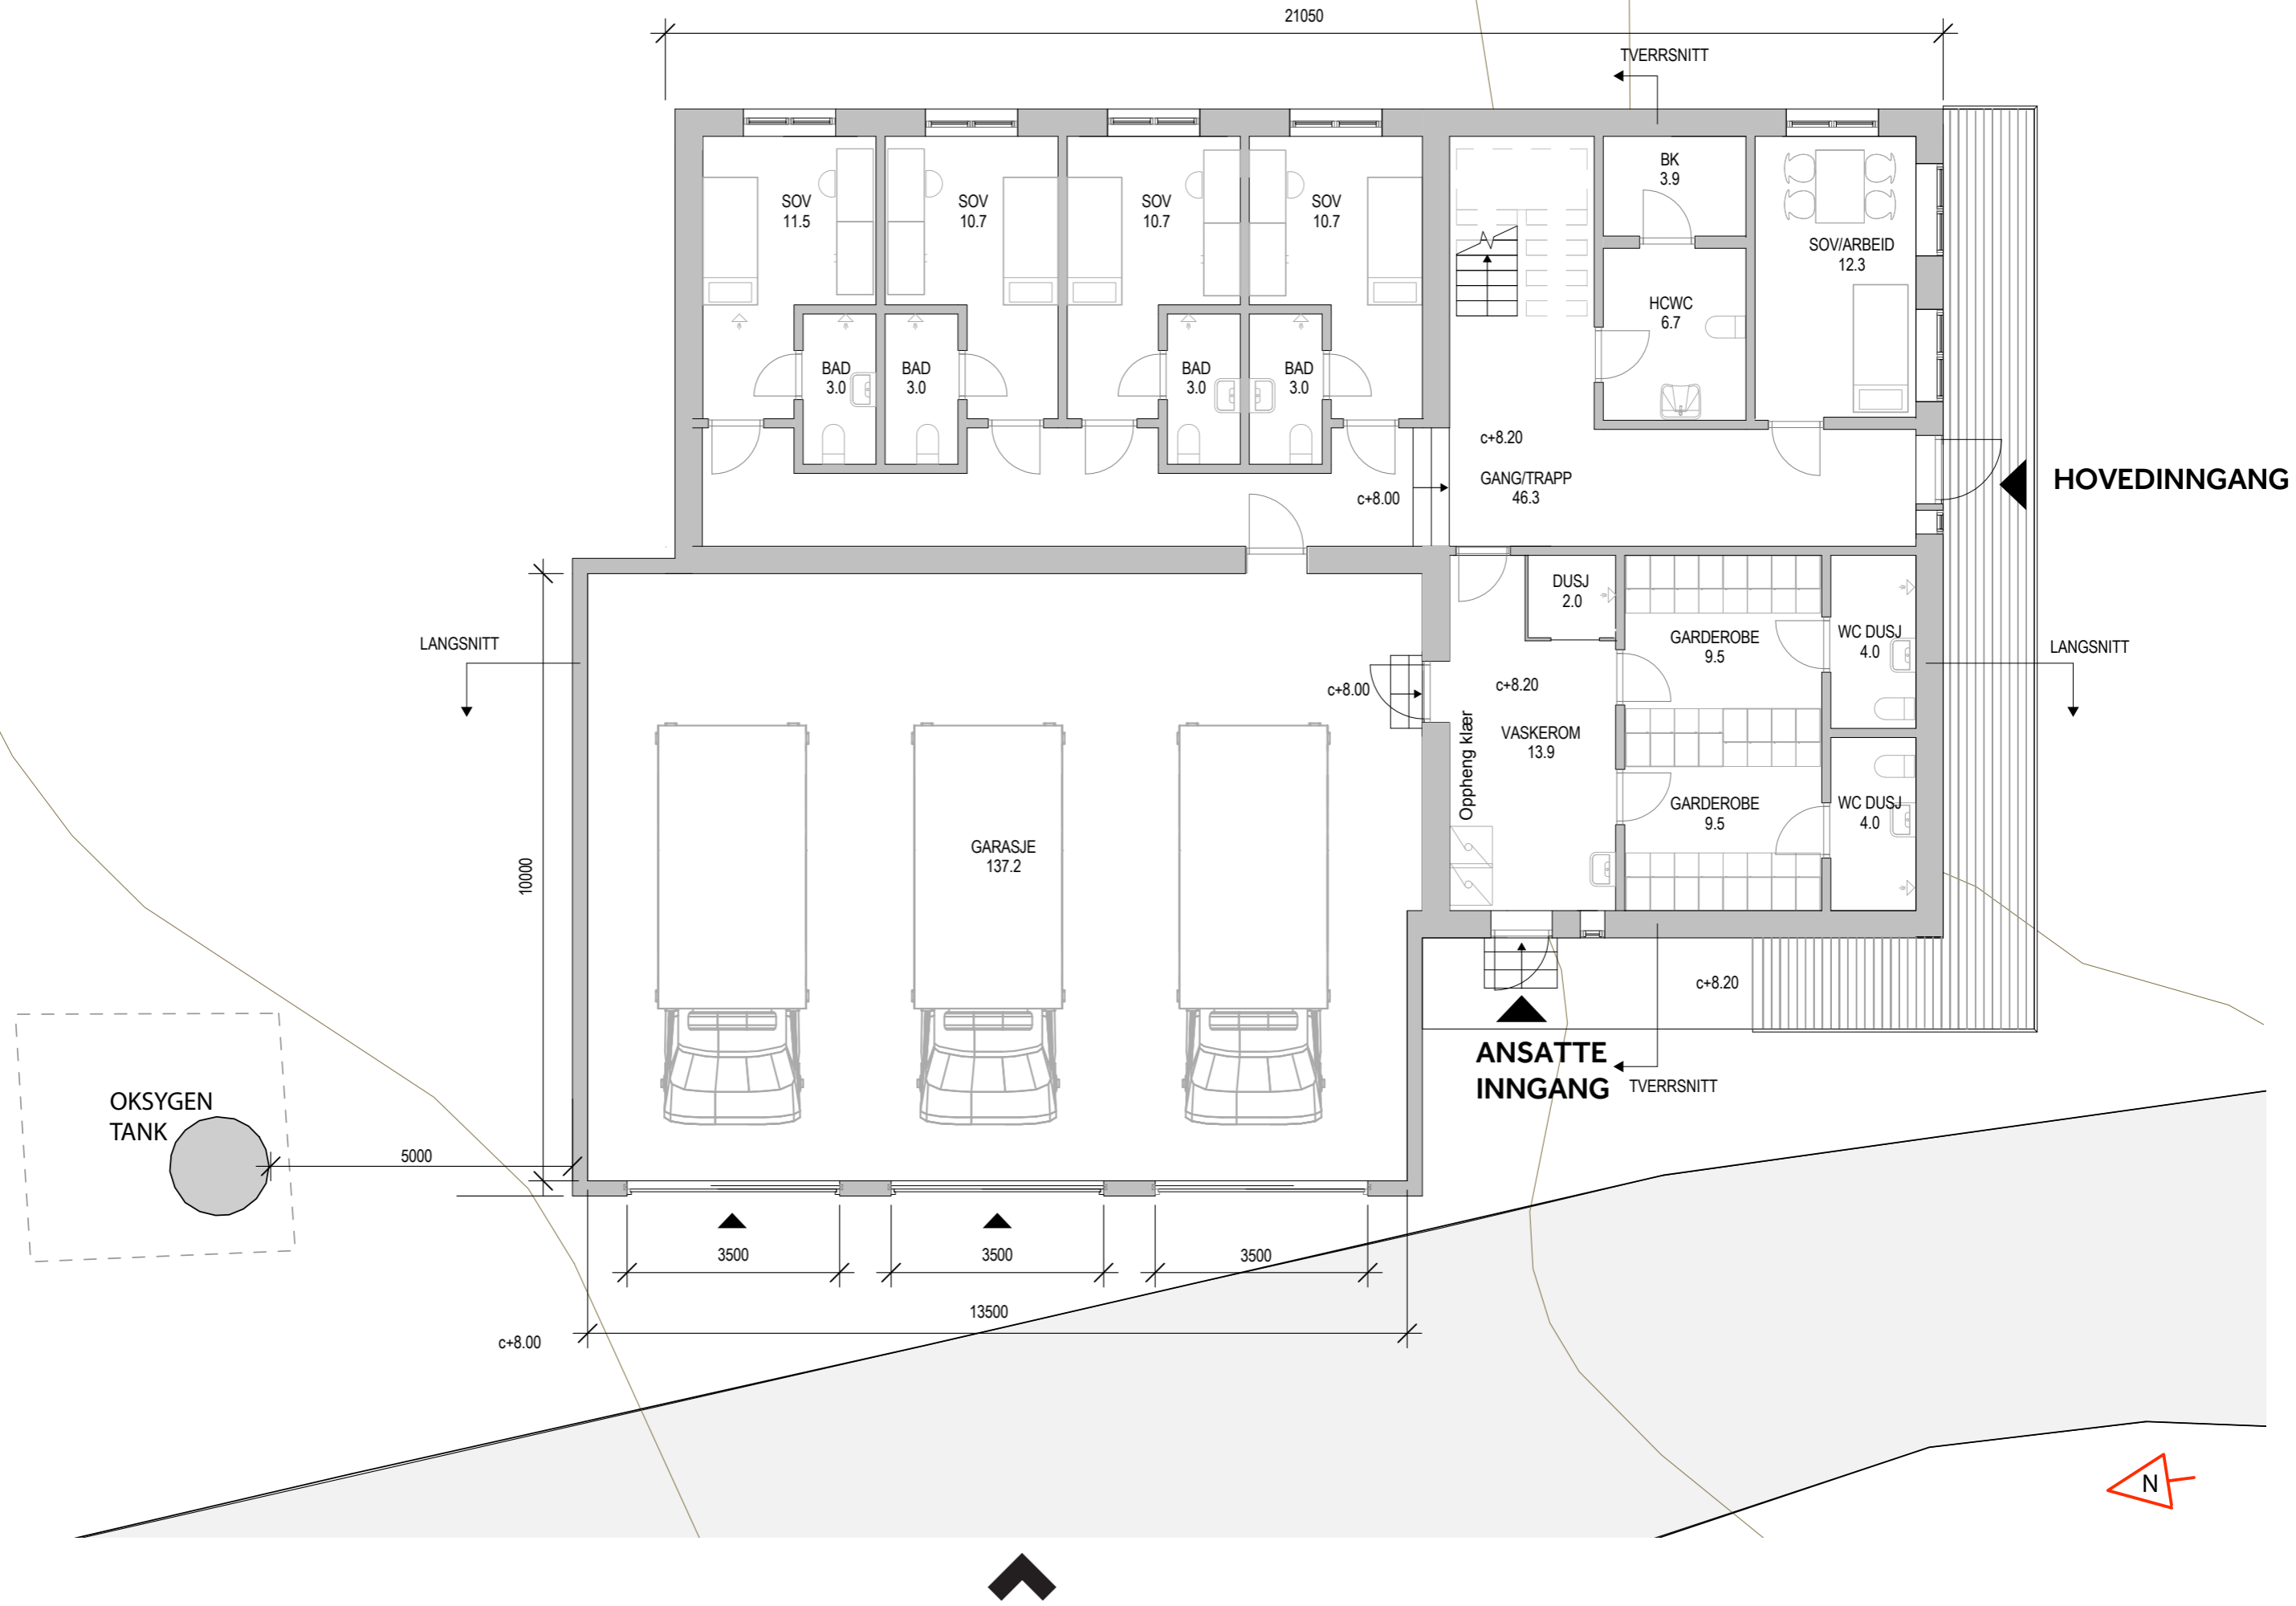 21050
TVERRSNITT
BK
3.9
SOV
11.5
SOV
10.7
SOV
10.7
SOV
10.7
SOV/ARBEID
12.3
HCWC
6.7
BAD
3.0
BAD
3.0
BAD
3.0
BAD
3.0
c+8.20
GANG/TRAPP
46.3
c+8.00
HOVEDINNGANG
DUSJ
2.0
LANGSNITT
GARDEROBE
9.5
WC DUSJ
4.0
LANGSNITT
c+8.00
c+8.20
Oppheng klær
VASKEROM
13.9
GARDEROBE
9.5
WC DUSJ
4.0
GARASJE
137.2
10000
c+8.20
ANSATTE
INNGANG
TVERRSNITT
OKSYGEN
TANK
5000
3500
3500
3500
13500
c+8.00
N